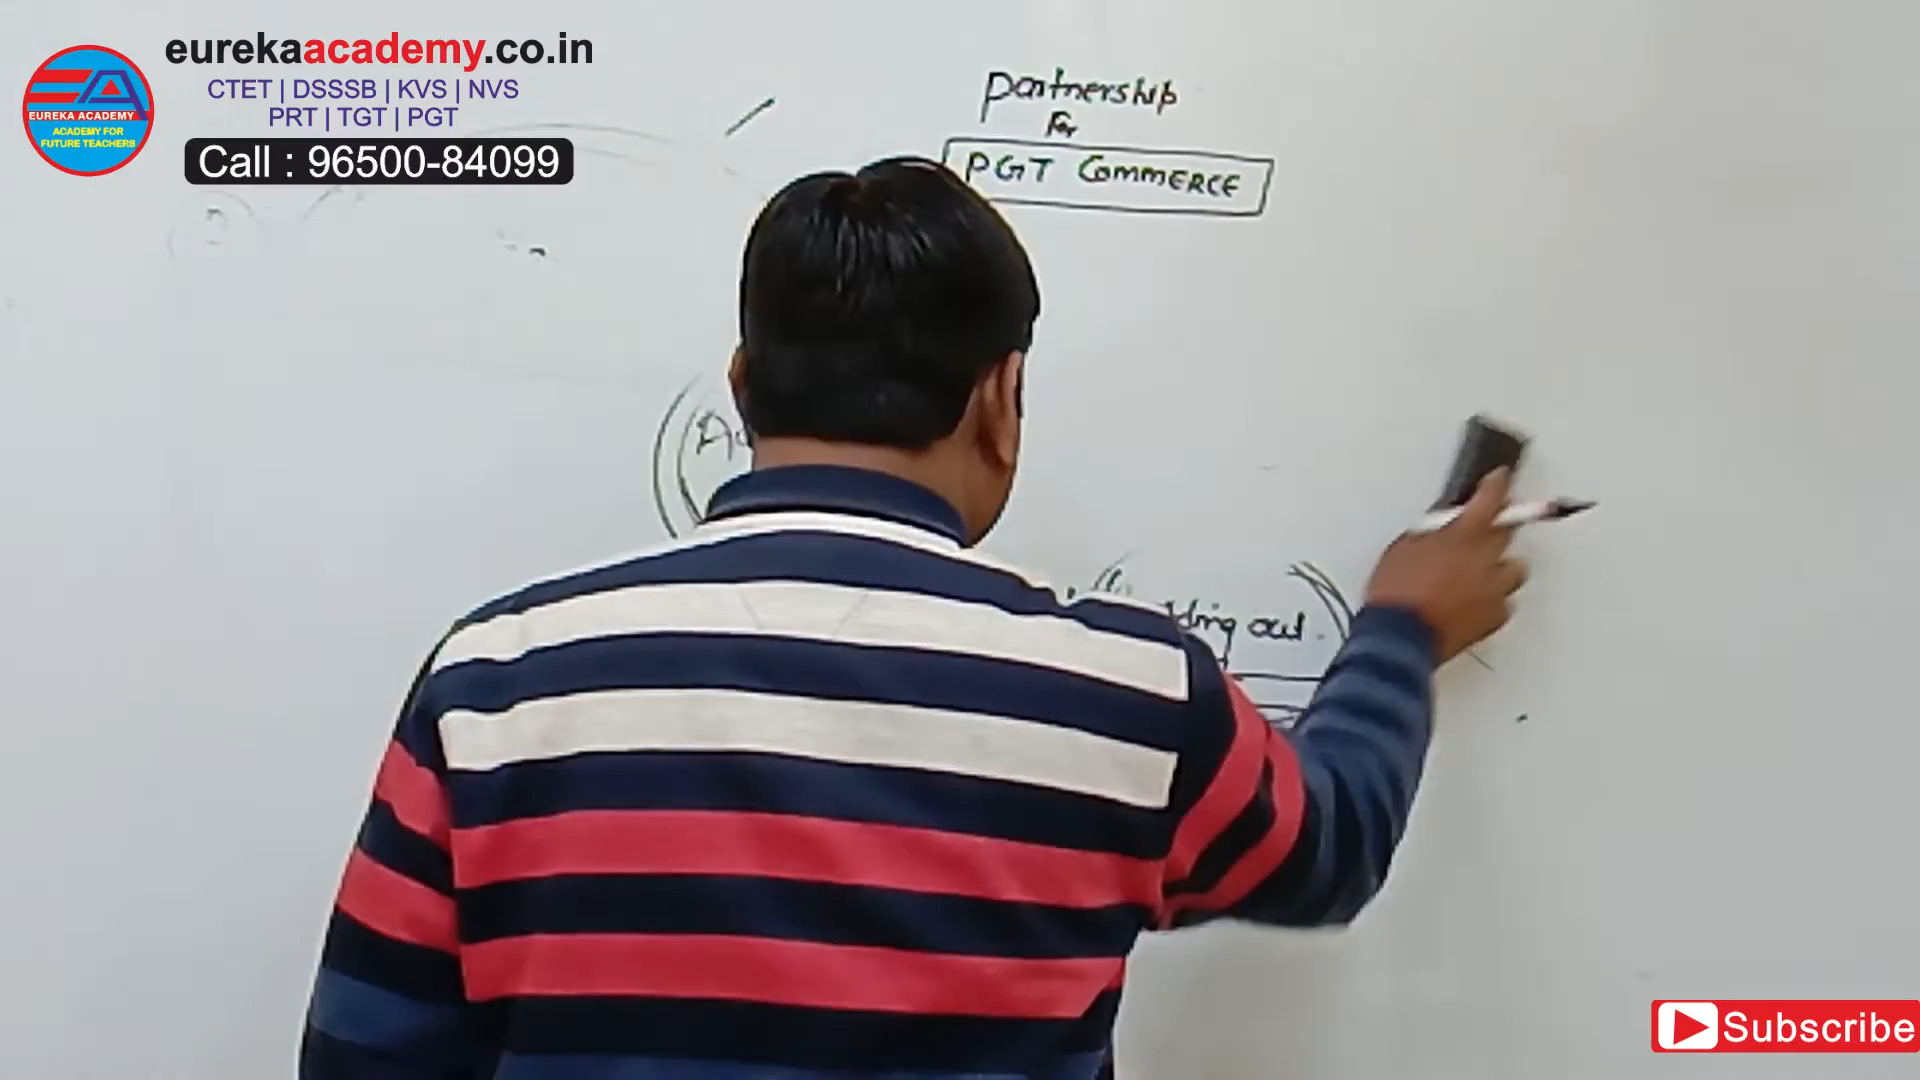 eurekaacademy.co.in
CTET | DSSSB | KVS | NVS
PRT | TGT | PGT
Call : 96500-84099
EUREKA ACADEMY
ACADEMY FOR
FUTURE TEACHERS
Partnership
For
PGT COMMERCE
out.
Subscribe